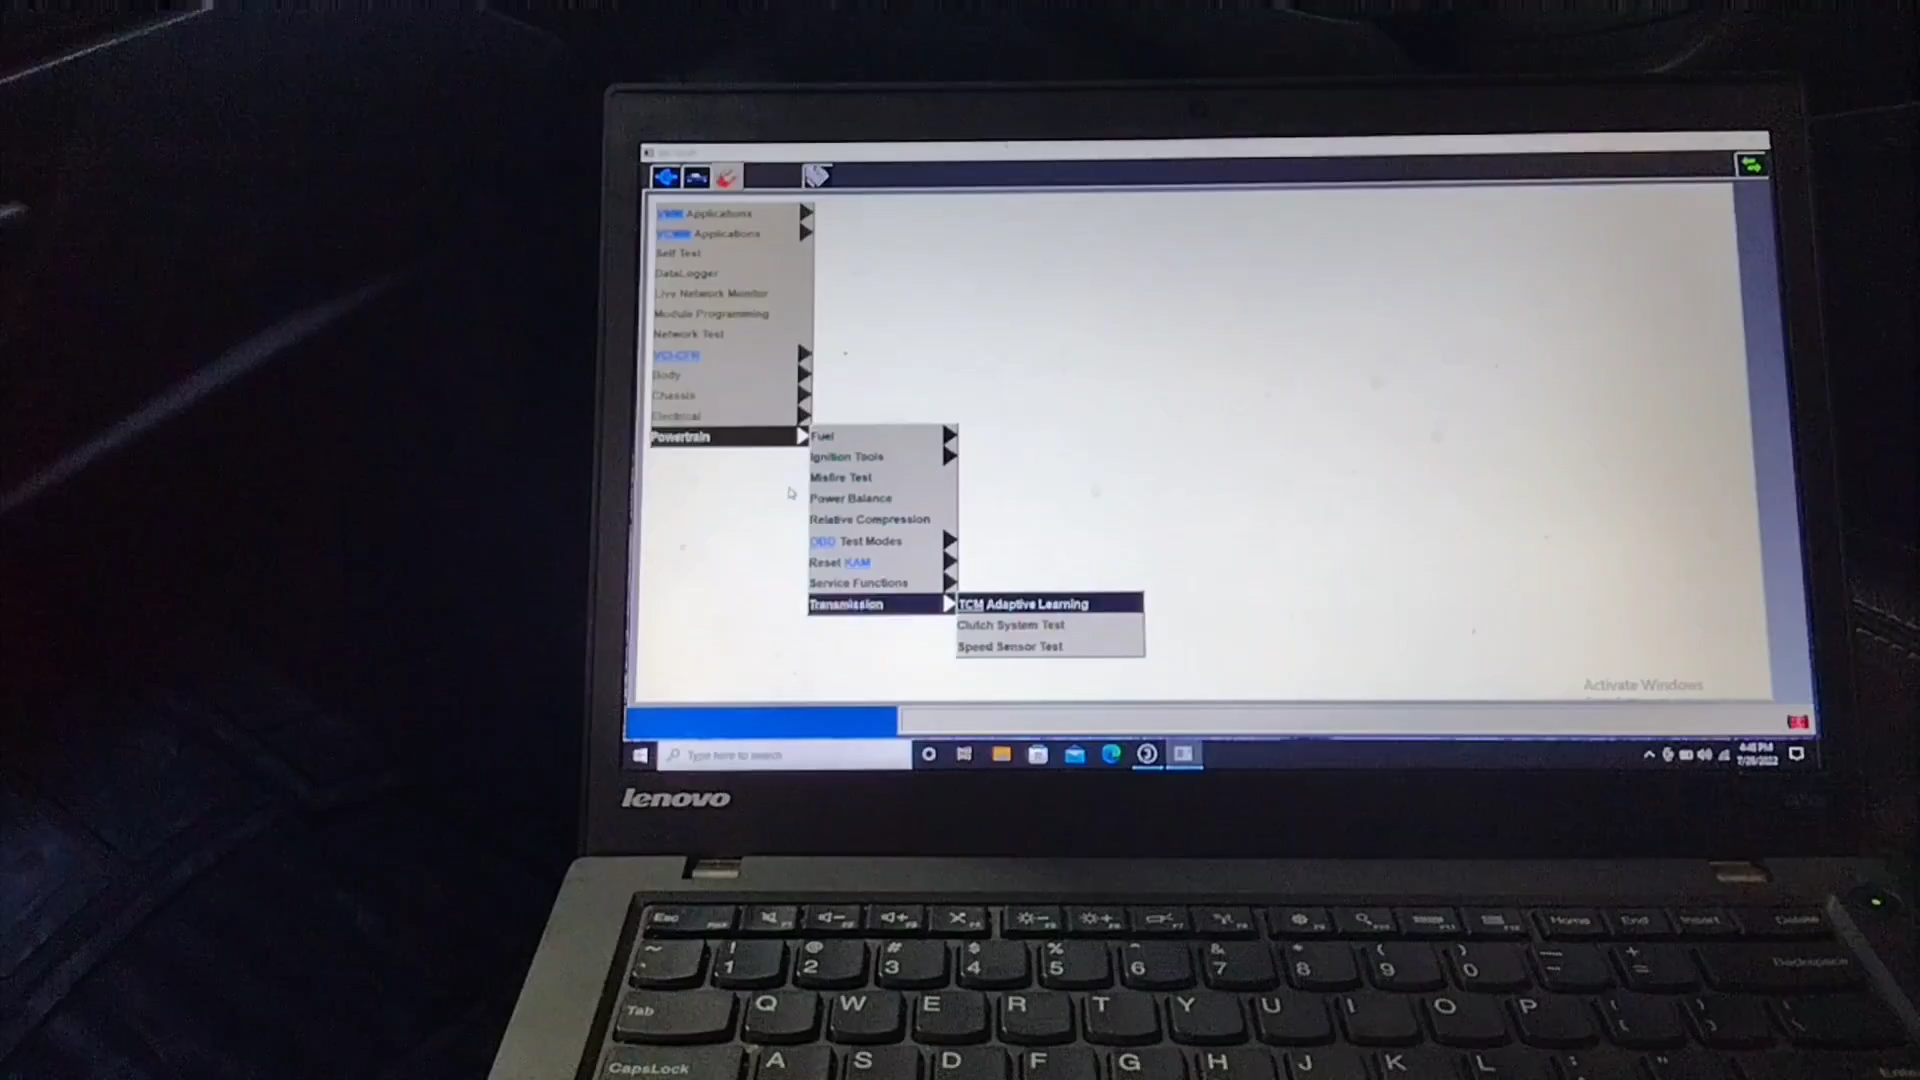 VMM Applications
VCMM Applications
Self Test
DataLogger
Live Network Monitor
Module Programming
Network Test
Body
Chassis
Electrical
Powertrain
Fuel
Ignition Tools
Misfire Test
Power Balance
Relative Compression
OBD Test Modes
Reset KAM
Service Functions
Transmission
TCM Adaptive Learning
Clutch System Test
Speed Sensor Test
Activate Windows
Type here to search
lenovo
Esc
Home End Insert Delete
~ ! @ # $ % ^ & * ( ) +
` 1 2 3 4 5 6 7 8 9 0 = Backspace
Tab Q W E R T Y U I O P
CapsLock A S D F G H J K L